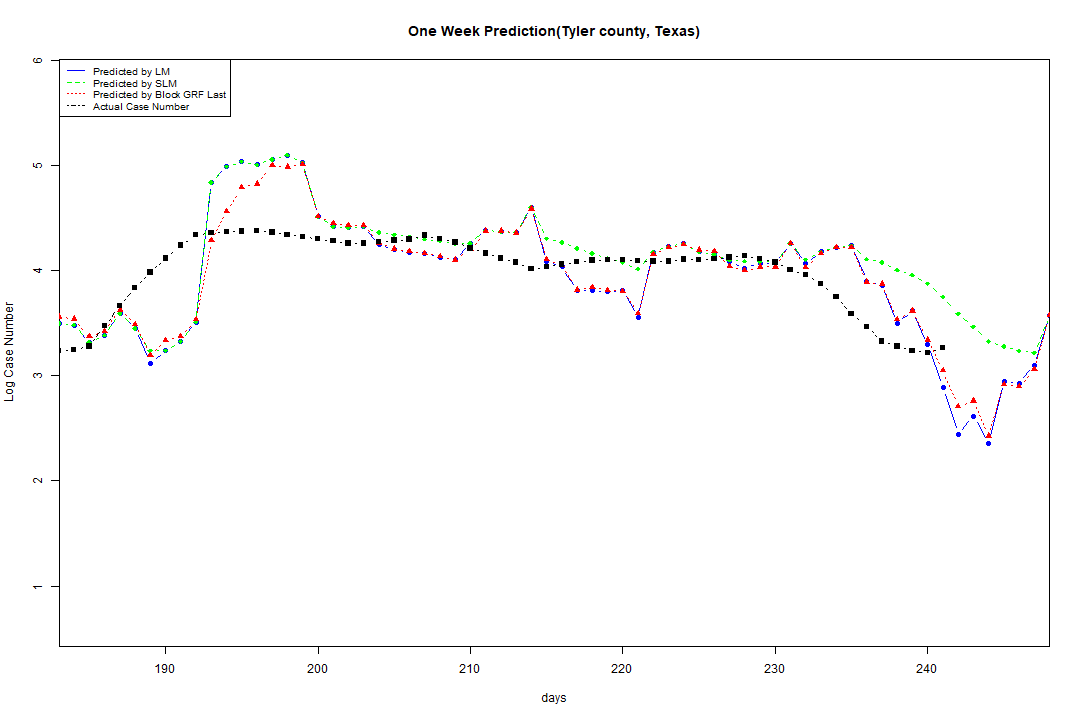 One Week Prediction(Tyler county, Texas)
Predicted by LM
Predicted by SLM
Predicted by Block GRF Last
Actual Case Number
6
5
4
3
2
1
Log Case Number
190 200 210 220 230 240
days